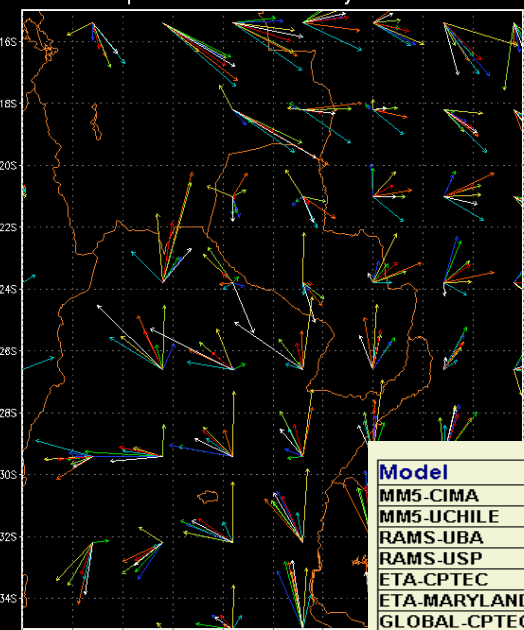 16S
18S
20S
22S
24S
26S
28S
30S
32S
34S
Model
MM5-CIMA
MM5-UCHILE
RAMS-UBA
RAMS-USP
ETA-CPTEC
ETA-MARYLAND
GLOBAL-CPTEC